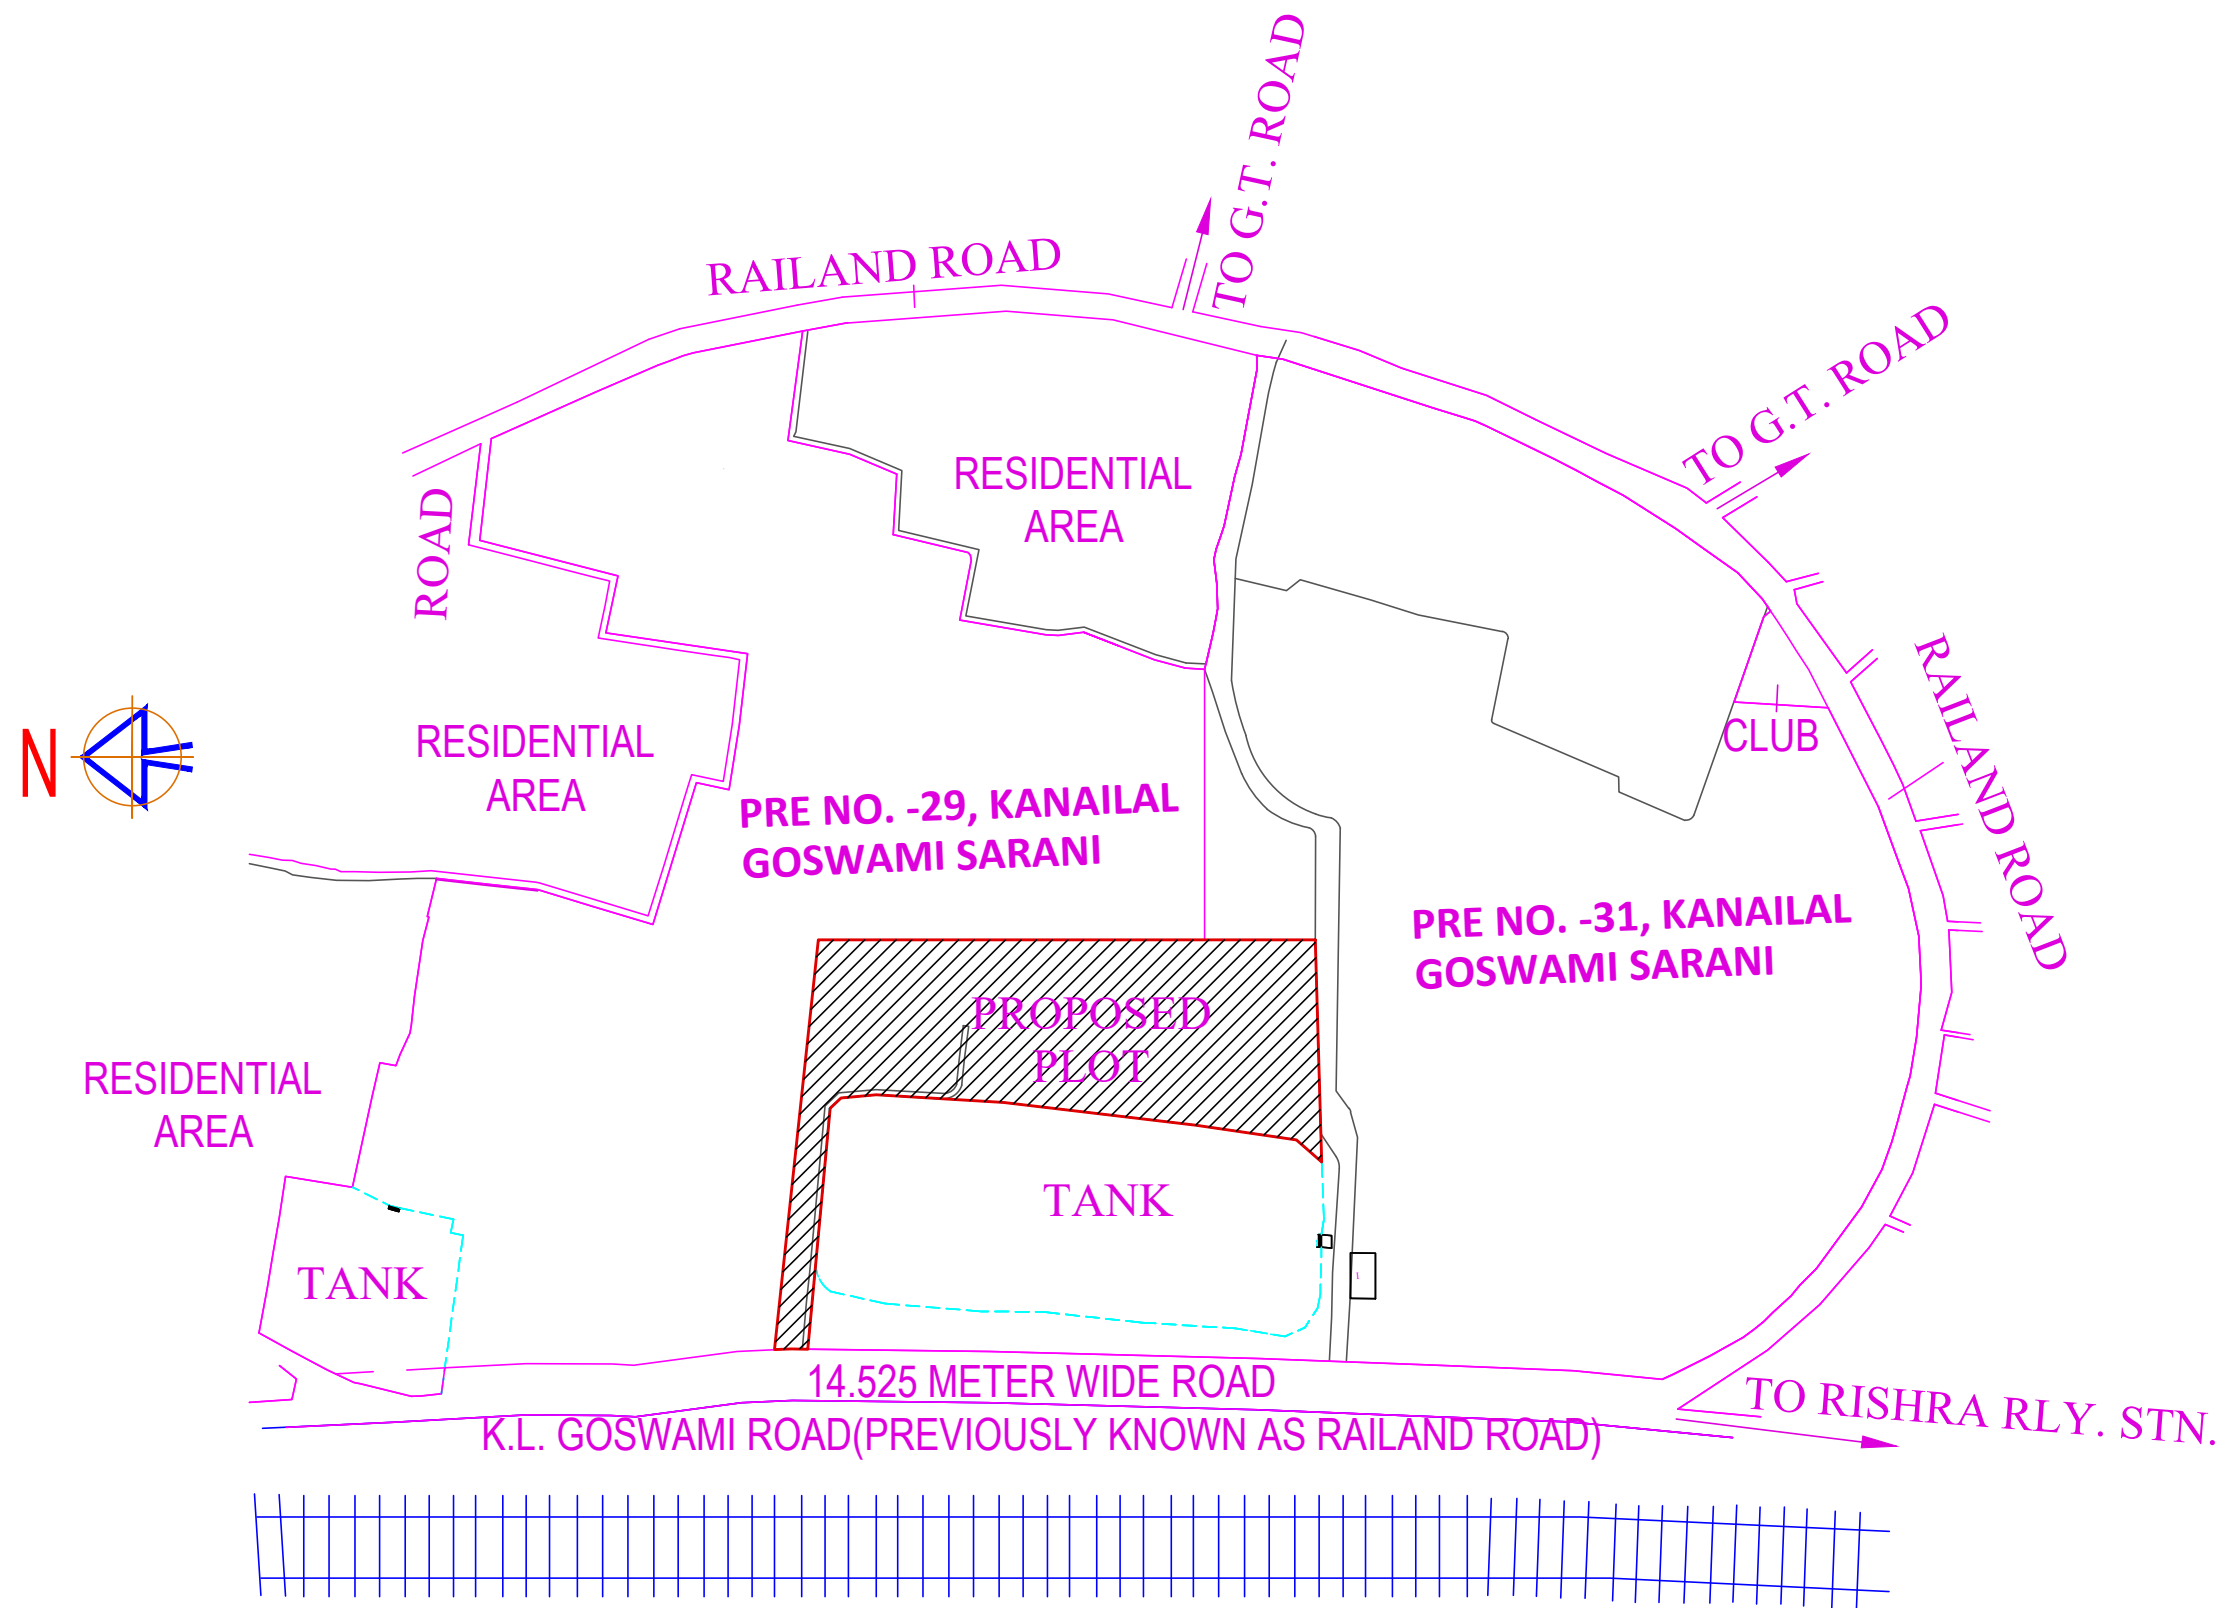 TO G.T. ROAD
RAILAND ROAD
TO G.T. ROAD
RESIDENTIAL
AREA
ROAD
RAILAND ROAD
N
RESIDENTIAL
AREA
CLUB
PRE NO. -29, KANAILAL
GOSWAMI SARANI
PRE NO. -31, KANAILAL
GOSWAMI SARANI
PROPOSED
PLOT
RESIDENTIAL
AREA
TANK
TANK
14.525 METER WIDE ROAD
K.L. GOSWAMI ROAD(PREVIOUSLY KNOWN AS RAILAND ROAD)
TO RISHRA RLY. STN.